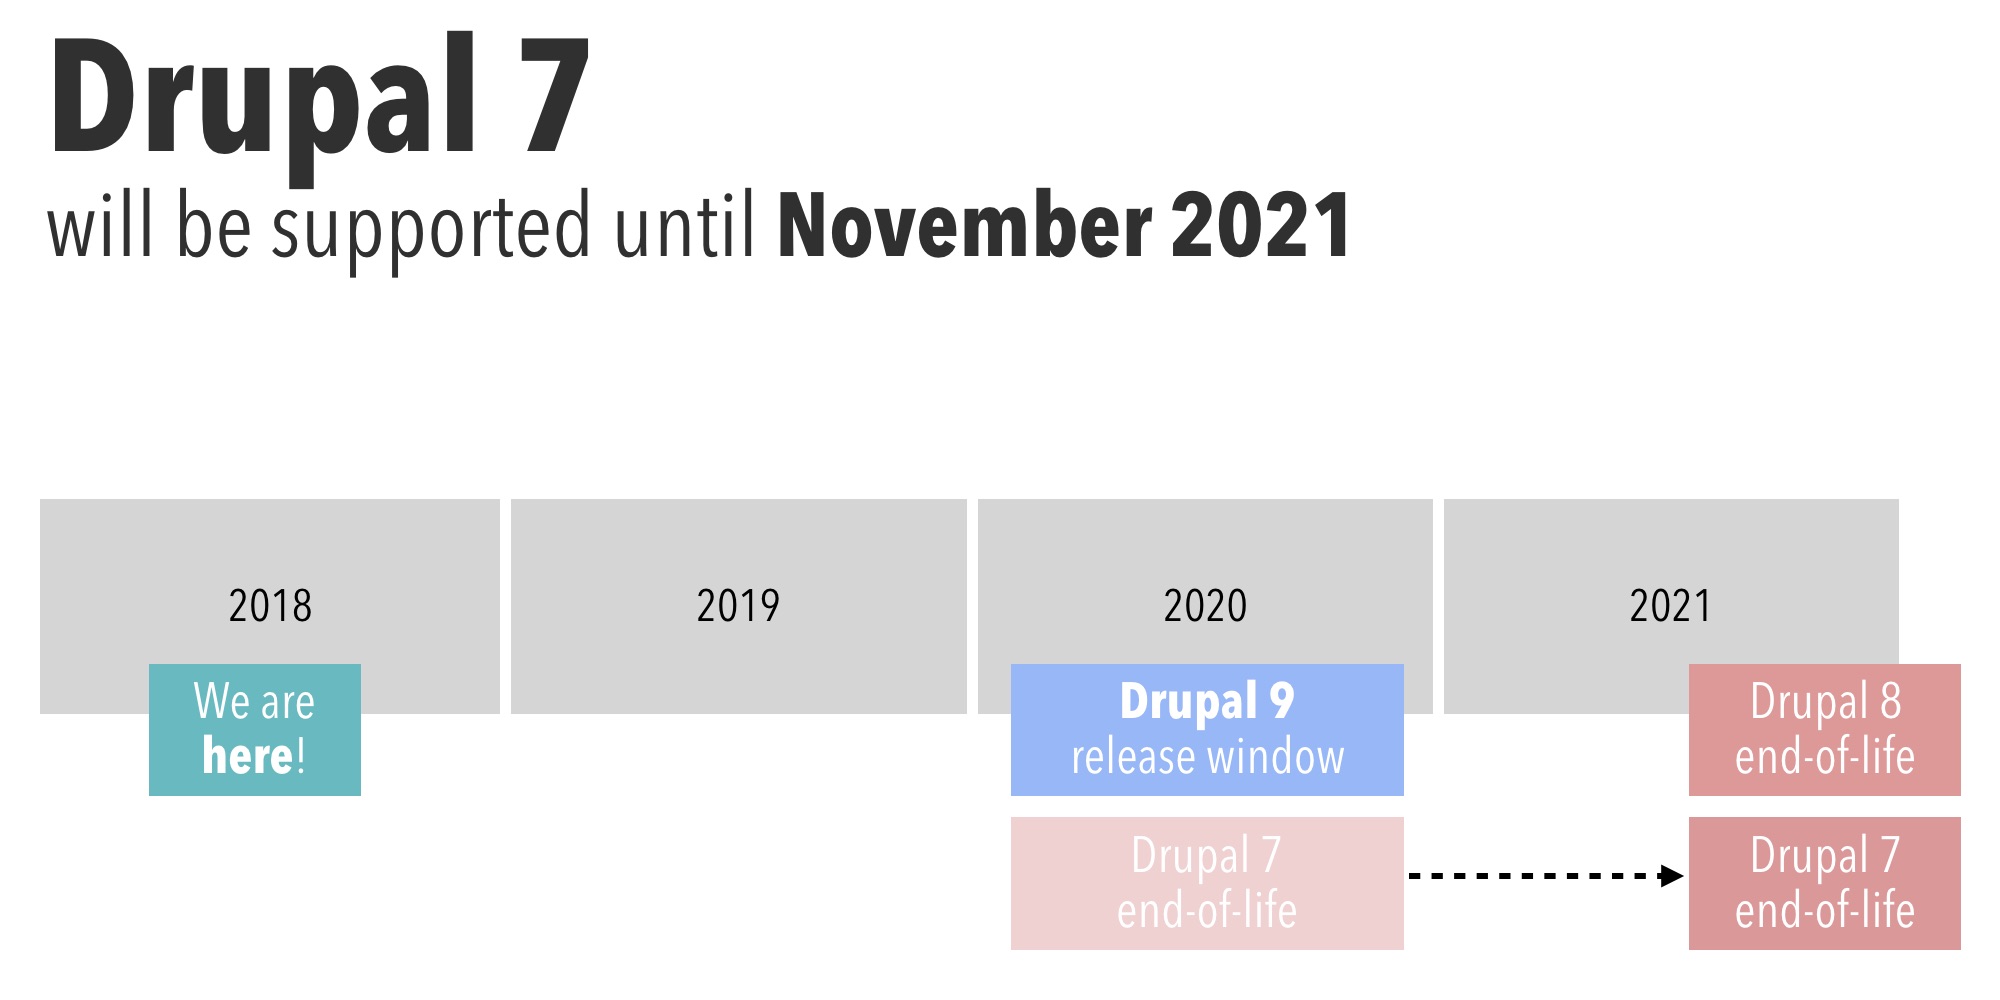 Drupal 7
will be supported until November 2021
2018
2019
2020
2021
We are
here!
Drupal 9
release window
Drupal 8
end-of-life
Drupal 7
end-of-life
Drupal 7
end-of-life